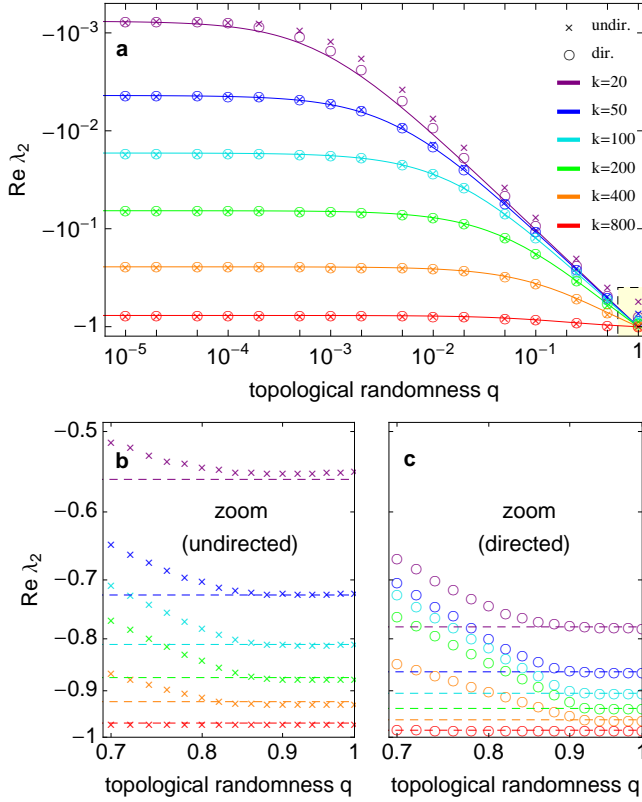 −10⁻³
−10⁻²
−10⁻¹
−1
Re λ₂
a
× undir.
○ dir.
k=20
k=50
k=100
k=200
k=400
k=800
10⁻⁵ 10⁻⁴ 10⁻³ 10⁻² 10⁻¹ 1
topological randomness q
−0.5
−0.6
−0.7
−0.8
−0.9
−1
Re λ₂
b
zoom
(undirected)
0.7 0.8 0.9 1
topological randomness q
c
zoom
(directed)
0.7 0.8 0.9 1
topological randomness q